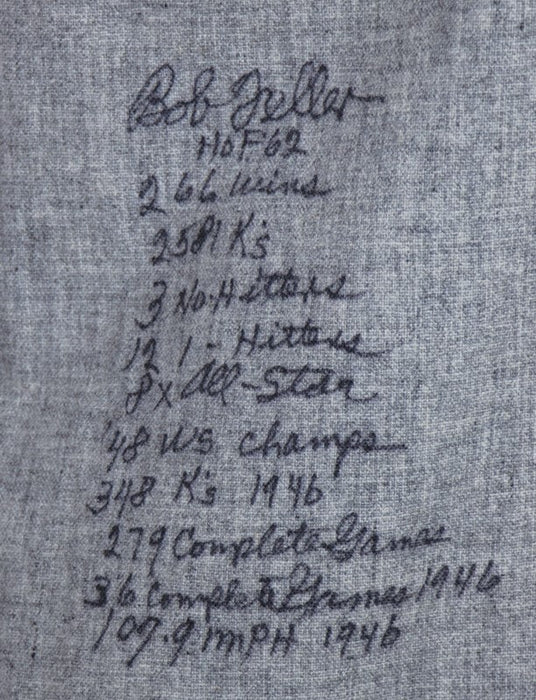 Bob Feller
HoF 62
266 Wins
2581 K's
3 No-Hitters
12 1-Hitters
8x All-Star
'48 WS Champs
348 K's 1946
279 Complete Games
36 Complete Games 1946
107.9 MPH 1946